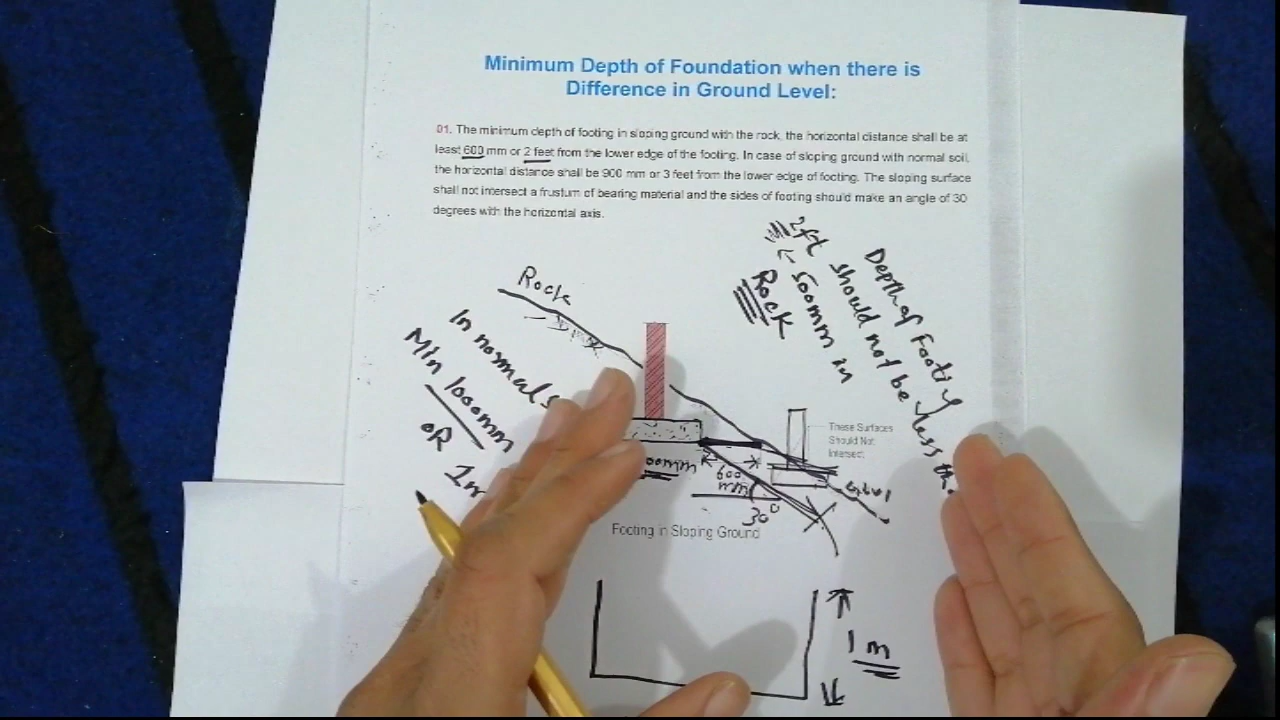 Minimum Depth of Foundation when there is
Difference in Ground Level:
01. The minimum depth of footing in sloping ground with the rock, the horizontal distance shall be at
least 600 mm or 2 feet from the lower edge of the footing. In case of sloping ground with normal soil,
the horizontal distance shall be 900 mm or 3 feet from the lower edge of footing. The sloping surface
shall not intersect a frustum of bearing material and the sides of footing should make an angle of 30
degrees with the horizontal axis.
Depth of Footing
should not be less th
2ft
500mm in
Rock
Rock
In normal s
Min 1000mm
OR 1m
These Surfaces
Should Not
Intersect
00mm
600
mm
30°
Footing in Sloping Ground
1m